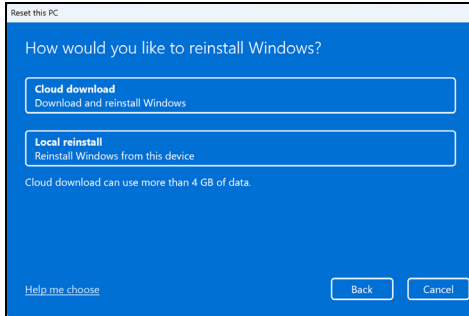 Reset this PC
How would you like to reinstall Windows?
Cloud download
Download and reinstall Windows
Local reinstall
Reinstall Windows from this device
Cloud download can use more than 4 GB of data.
Help me choose
Back
Cancel